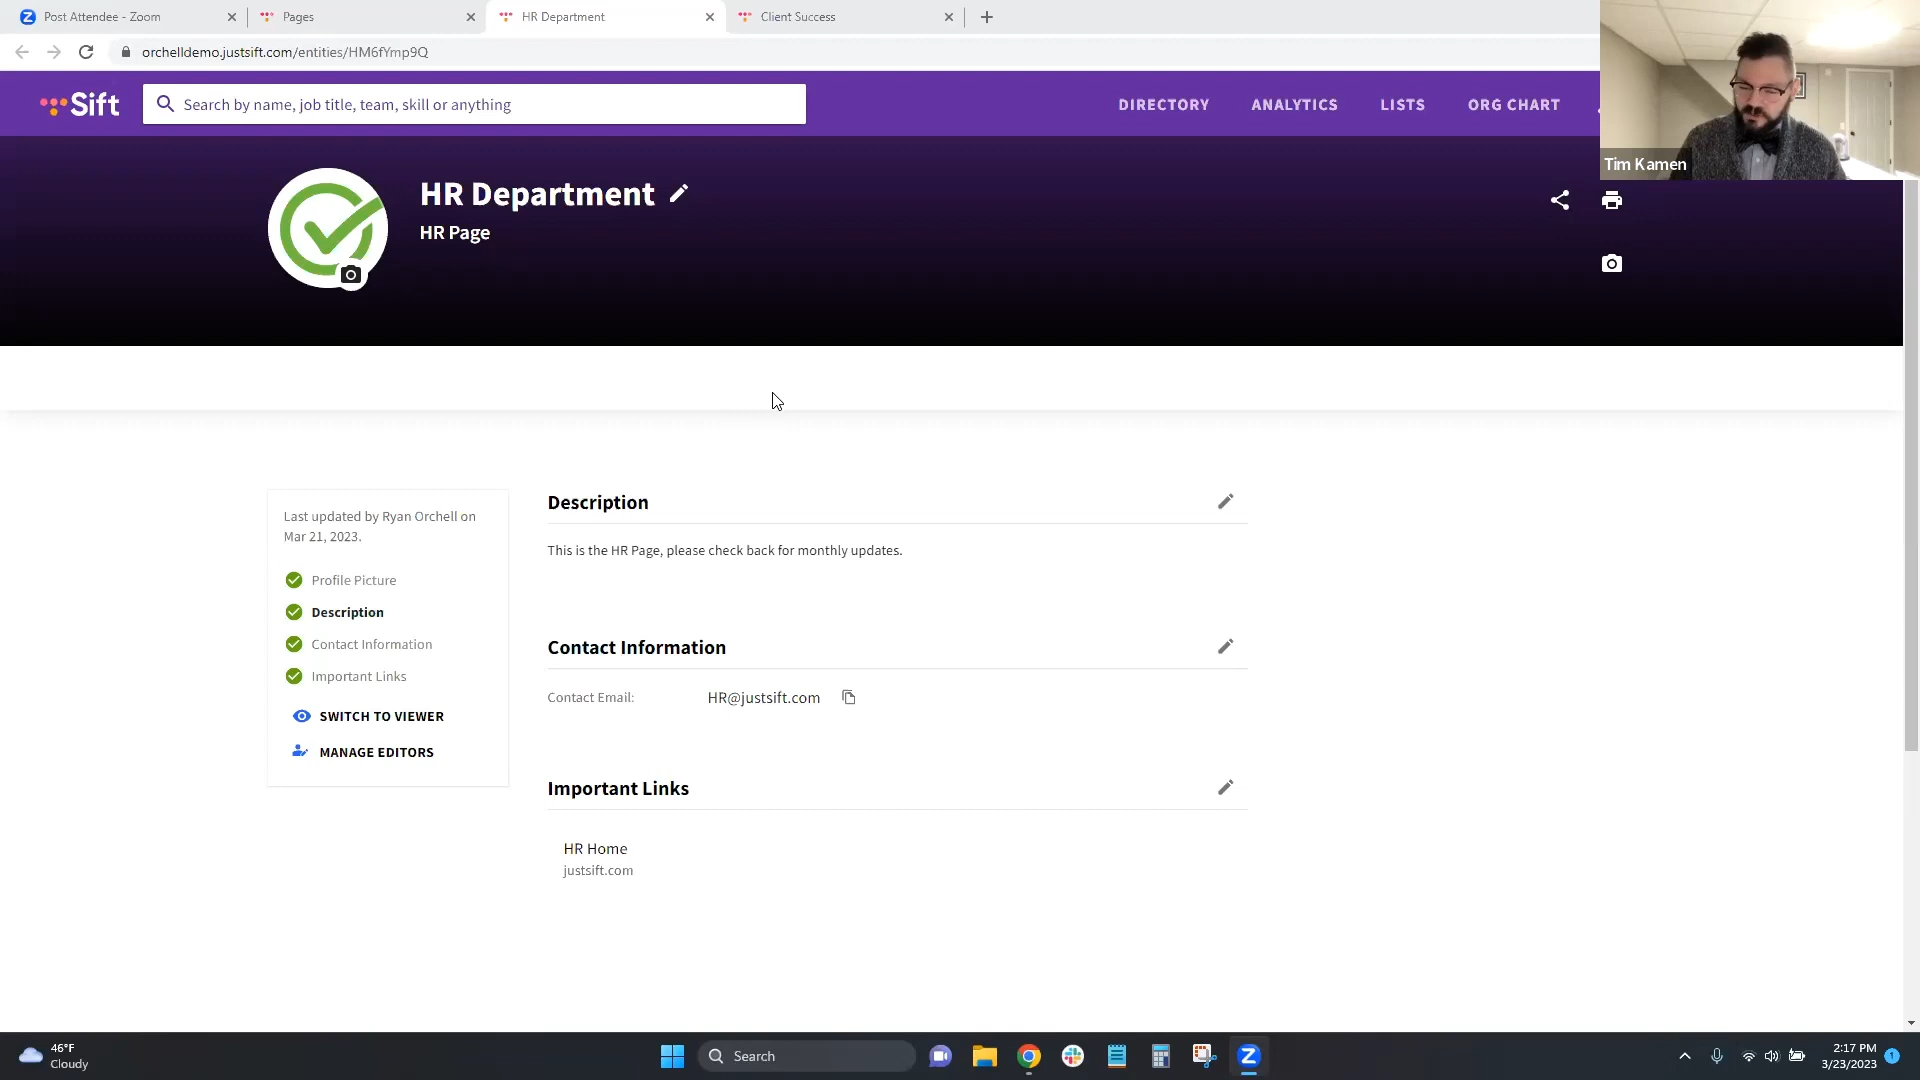 Post Attendee - Zoom
Pages
HR Department
Client Success
orchelldemo.justsift.com/entities/HM6fYmp9Q
Sift
Search by name, job title, team, skill or anything
DIRECTORY
ANALYTICS
LISTS
ORG CHART
Tim Kamen
HR Department
HR Page
Last updated by Ryan Orchell on
Mar 21, 2023.
Profile Picture
Description
Contact Information
Important Links
SWITCH TO VIEWER
MANAGE EDITORS
Description
This is the HR Page, please check back for monthly updates.
Contact Information
Contact Email:
HR@justsift.com
Important Links
HR Home
justsift.com
46°F
Cloudy
Search
2:17 PM
3/23/2023
1